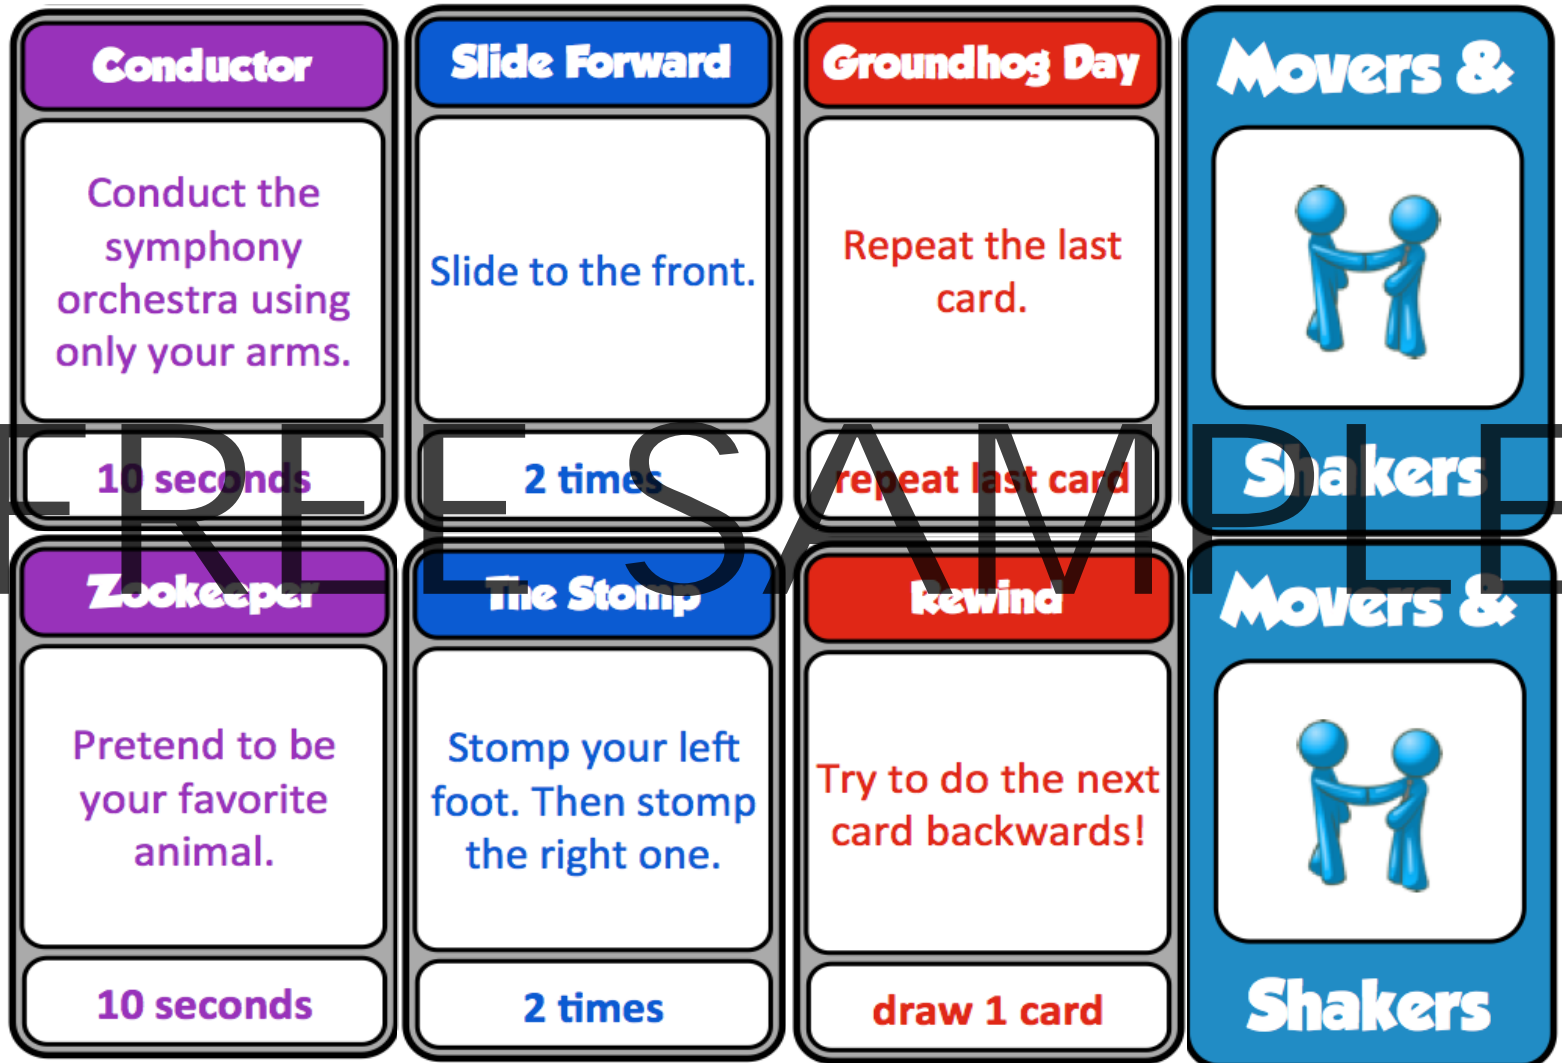 Conductor
Conduct the
symphony
orchestra using
only your arms.
10 seconds
Slide Forward
Slide to the front.
2 times
Groundhog Day
Repeat the last
card.
repeat last card
Movers &
Shakers
FREE SAMPLE
Zookeeper
Pretend to be
your favorite
animal.
10 seconds
The Stomp
Stomp your left
foot. Then stomp
the right one.
2 times
Rewind
Try to do the next
card backwards!
draw 1 card
Movers &
Shakers